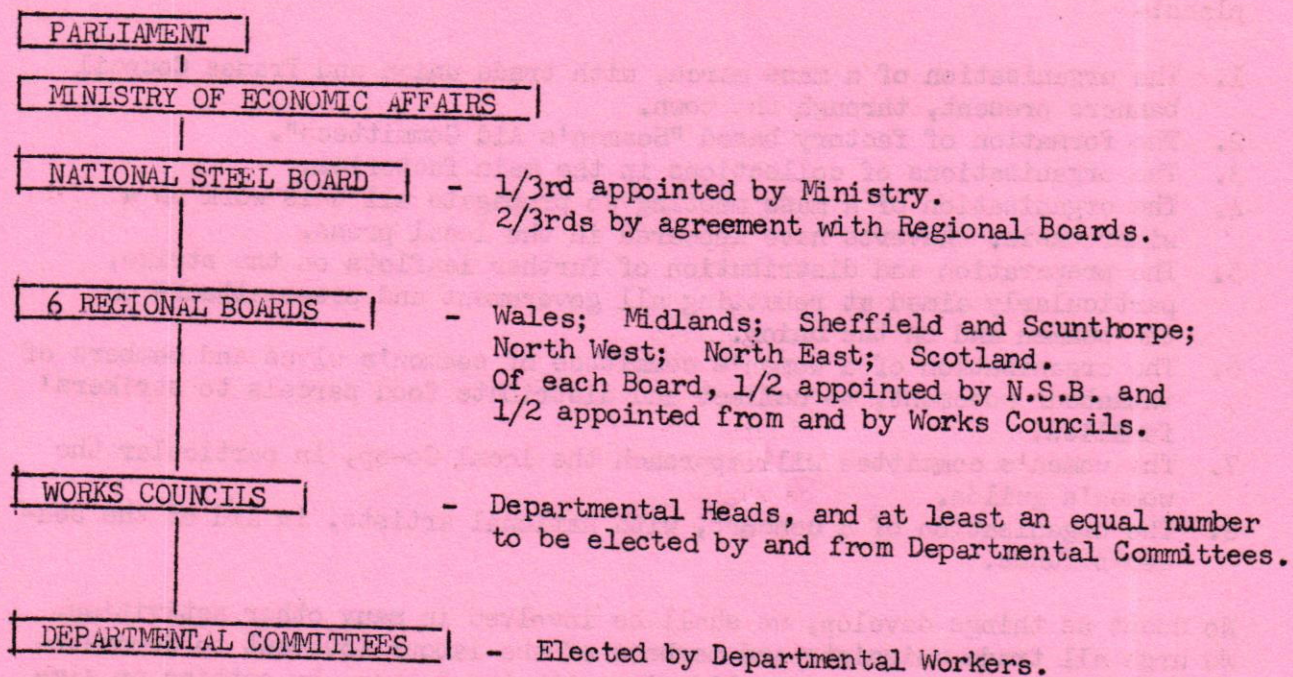 PARLIAMENT
MINISTRY OF ECONOMIC AFFAIRS
NATIONAL STEEL BOARD - 1/3rd appointed by Ministry.
2/3rds by agreement with Regional Boards.
6 REGIONAL BOARDS - Wales; Midlands; Sheffield and Scunthorpe;
North West; North East; Scotland.
Of each Board, 1/2 appointed by N.S.B. and
1/2 appointed from and by Works Councils.
WORKS COUNCILS - Departmental Heads, and at least an equal number
to be elected by and from Departmental Committees.
DEPARTMENTAL COMMITTEES - Elected by Departmental Workers.